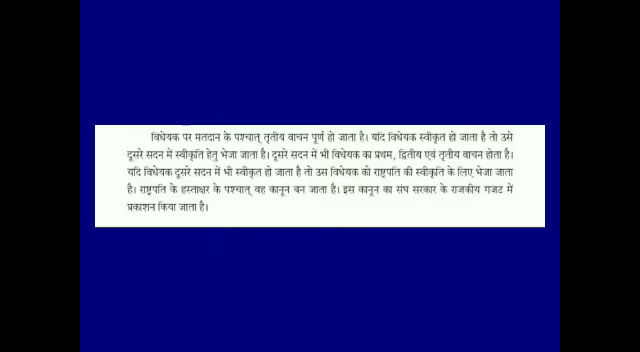 विधेयक पर मतदान के पश्चात् तृतीय वाचन पूर्ण हो जाता है। यदि विधेयक स्वीकृत हो जाता है तो उसे
दूसरे सदन में स्वीकृति हेतु भेजा जाता है। दूसरे सदन में भी विधेयक का प्रथम, द्वितीय एवं तृतीय वाचन होता है।
यदि विधेयक दूसरे सदन में भी स्वीकृत हो जाता है तो उस विधेयक को राष्ट्रपति की स्वीकृति के लिए भेजा जाता
है। राष्ट्रपति के हस्ताक्षर के पश्चात् वह कानून बन जाता है। इस कानून का संघ सरकार के राजकीय गजट में
प्रकाशन किया जाता है।